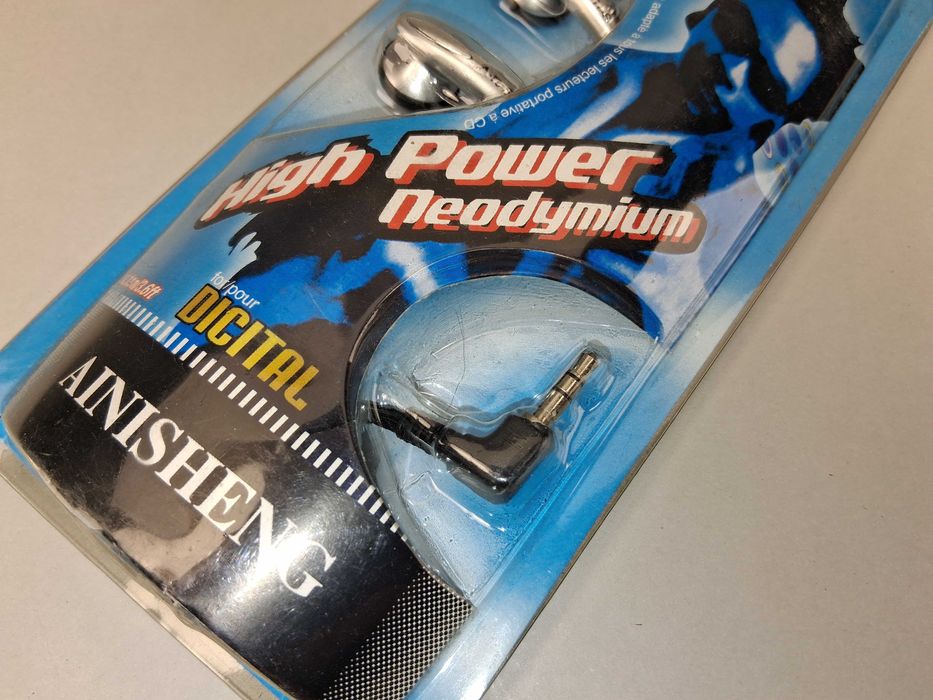 adapte à tous les lecteurs portative à CD
High Power
Neodymium
for/pour
DIGITAL
AINISHENG